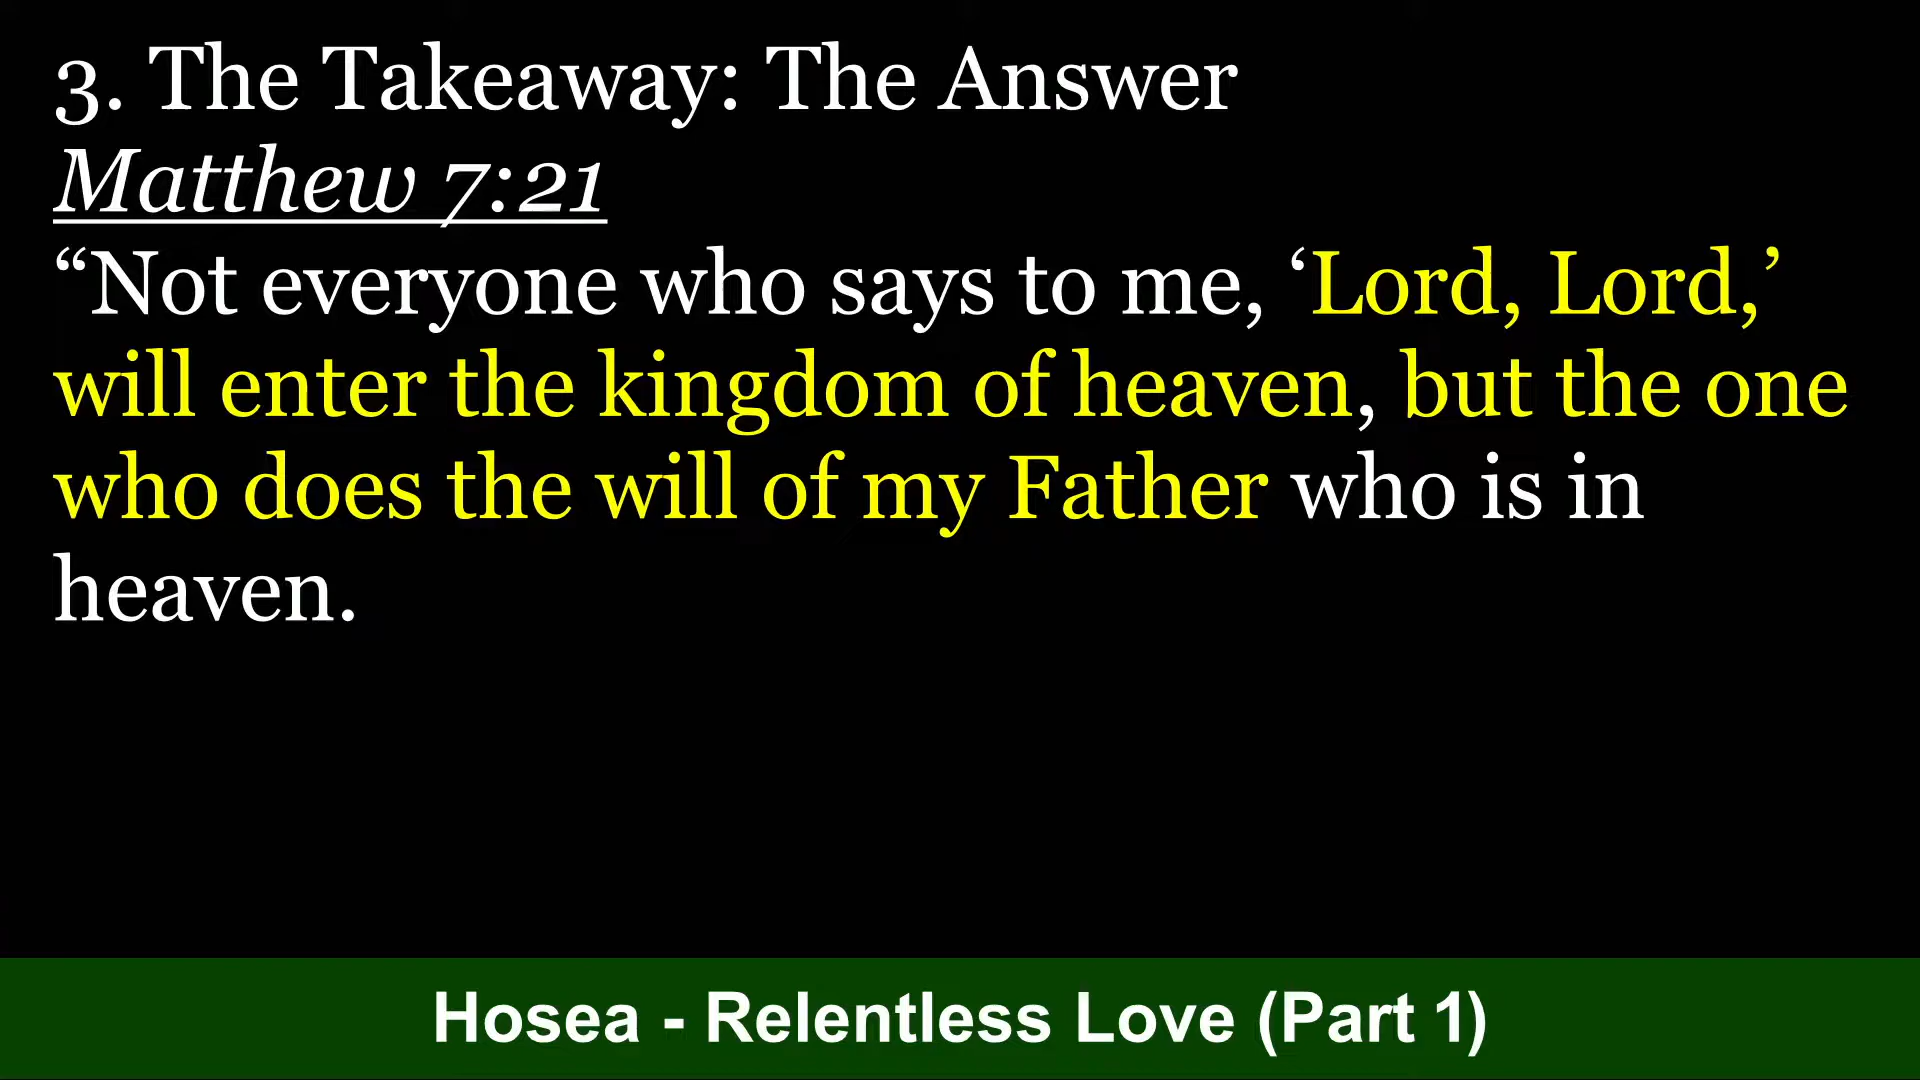 3. The Takeaway: The Answer
Matthew 7:21
“Not everyone who says to me, ‘Lord, Lord,’
will enter the kingdom of heaven, but the one
who does the will of my Father who is in
heaven.
Hosea - Relentless Love (Part 1)